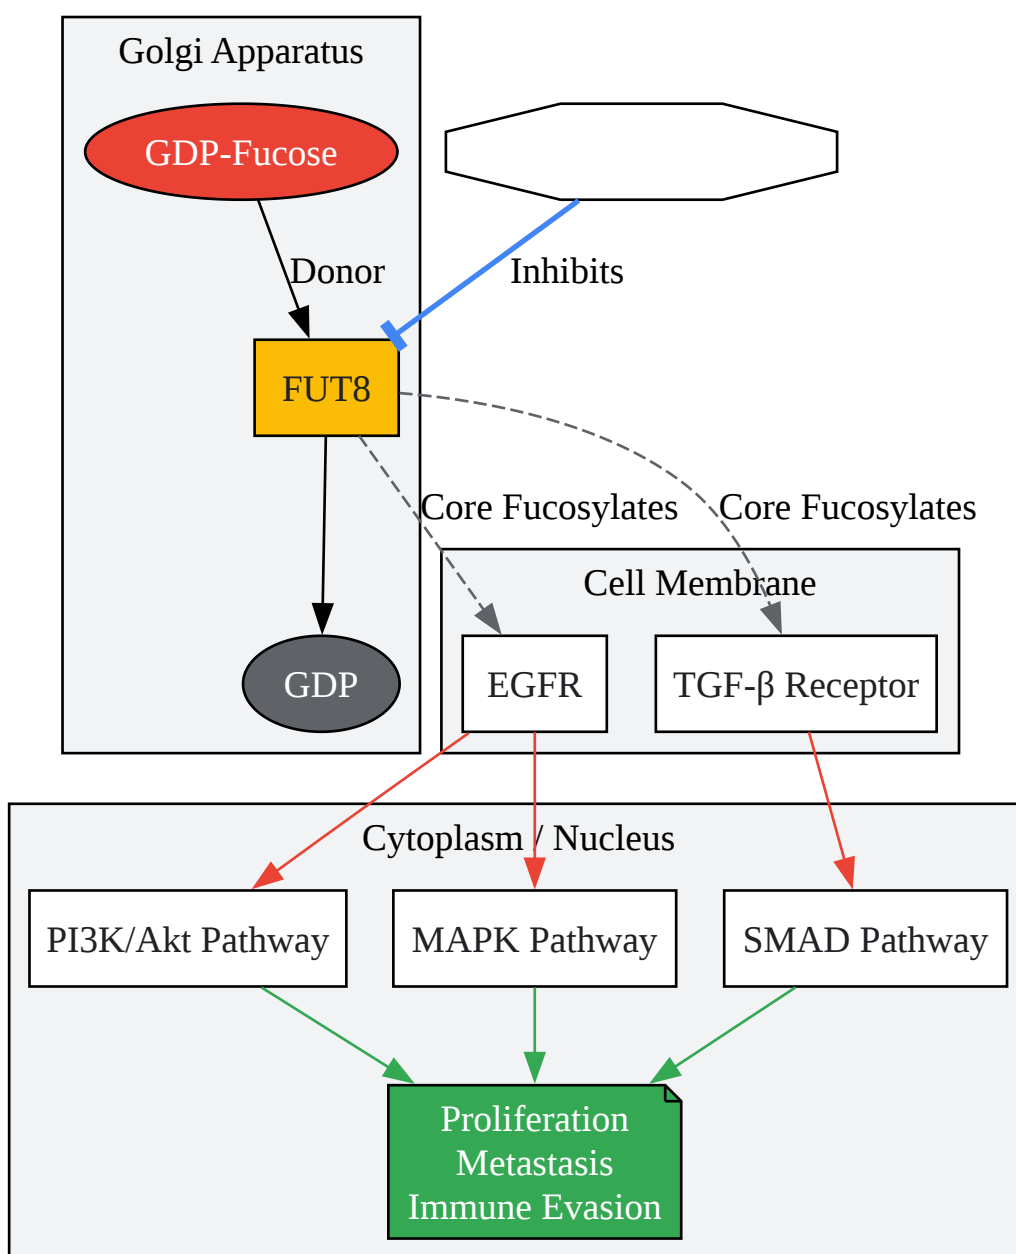 Golgi Apparatus
GDP-Fucose
Donor
Inhibits
FUT8
Core Fucosylates
Core Fucosylates
Cell Membrane
GDP
EGFR
TGF-β Receptor
Cytoplasm / Nucleus
PI3K/Akt Pathway
MAPK Pathway
SMAD Pathway
Proliferation
Metastasis
Immune Evasion